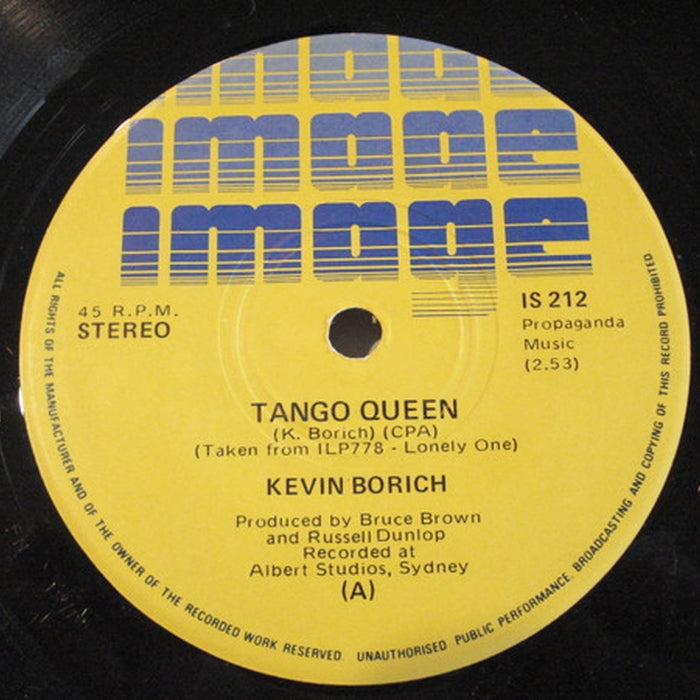 image
image
image
45 R.P.M.
STEREO
IS 212
Propaganda
Music
(2.53)
TANGO QUEEN
(K. Borich) (CPA)
(Taken from ILP778 - Lonely One)
KEVIN BORICH
Produced by Bruce Brown
and Russell Dunlop
Recorded at
Albert Studios, Sydney
(A)
ALL RIGHTS OF THE MANUFACTURER AND OF THE OWNER OF THE RECORDED WORK RESERVED. UNAUTHORISED PUBLIC PERFORMANCE, BROADCASTING AND COPYING OF THIS RECORD PROHIBITED